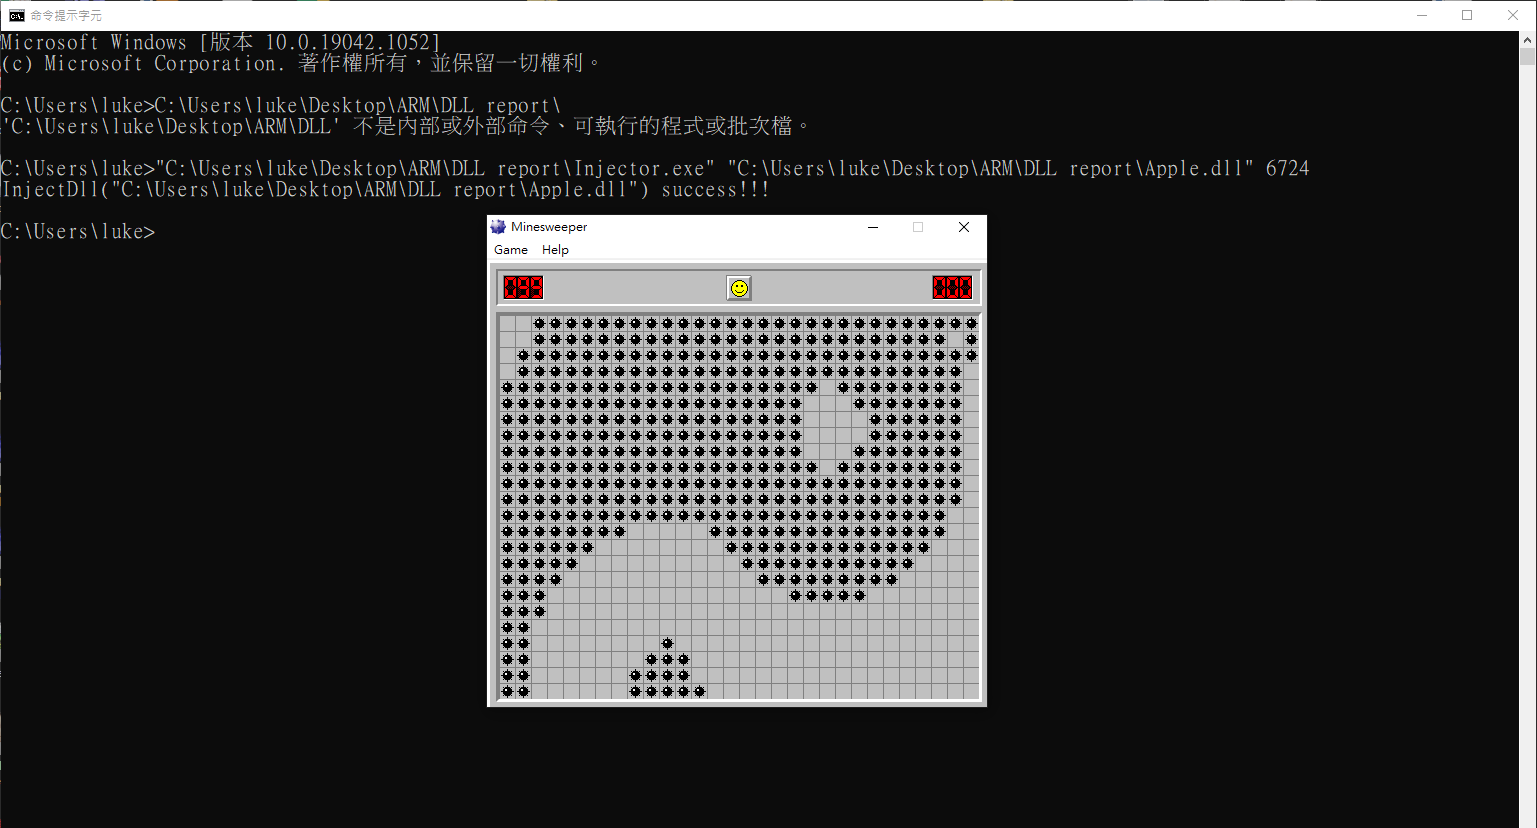 命令提示字元
Microsoft Windows [版本 10.0.19042.1052]
(c) Microsoft Corporation. 著作權所有，並保留一切權利。
C:\Users\luke>C:\Users\luke\Desktop\ARM\DLL report\
'C:\Users\luke\Desktop\ARM\DLL' 不是內部或外部命令、可執行的程式或批次檔。
C:\Users\luke>"C:\Users\luke\Desktop\ARM\DLL report\Injector.exe" "C:\Users\luke\Desktop\ARM\DLL report\Apple.dll" 6724
InjectDll("C:\Users\luke\Desktop\ARM\DLL report\Apple.dll") success!!!
C:\Users\luke>
Minesweeper
Game Help
099 000